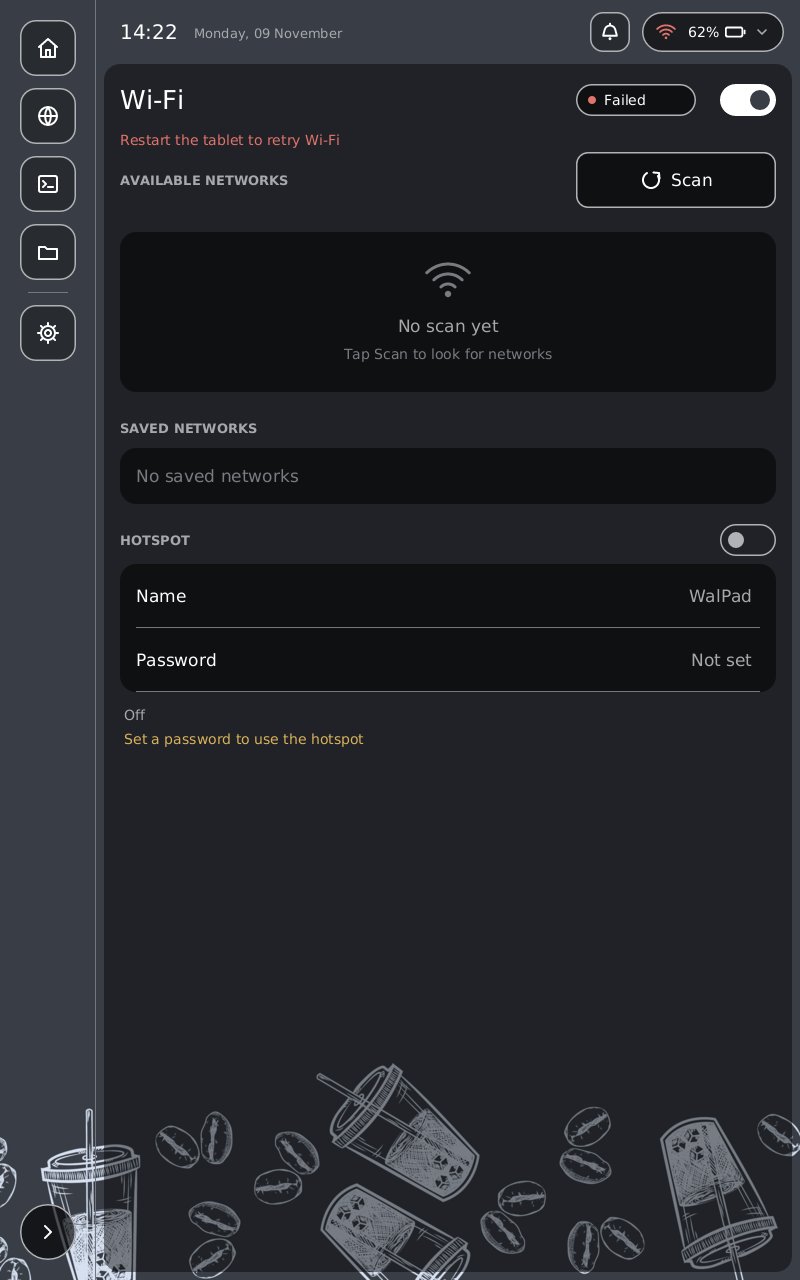 14:22 Monday, 09 November
62%
Wi-Fi
Failed
Restart the tablet to retry Wi-Fi
AVAILABLE NETWORKS
Scan
No scan yet
Tap Scan to look for networks
SAVED NETWORKS
No saved networks
HOTSPOT
Name WalPad
Password Not set
Off
Set a password to use the hotspot